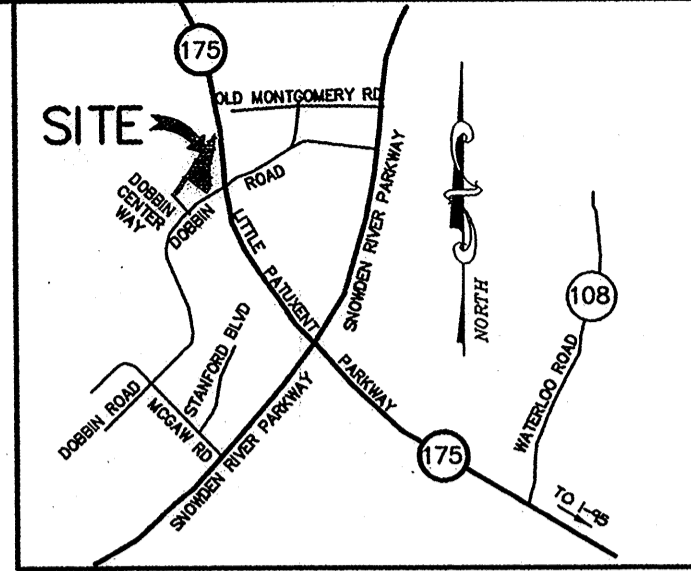 175
OLD MONTGOMERY RD
SITE
ROAD
DOBBIN
CENTER
WAY
DOBBIN
LITTLE
PATUXENT
PARKWAY
SNOWDEN RIVER PARKWAY
NORTH
108
STANFORD BLVD
WATERLOO ROAD
DOBBIN ROAD
MCGAW RD
SNOWDEN RIVER PARKWAY
175
TO I-95